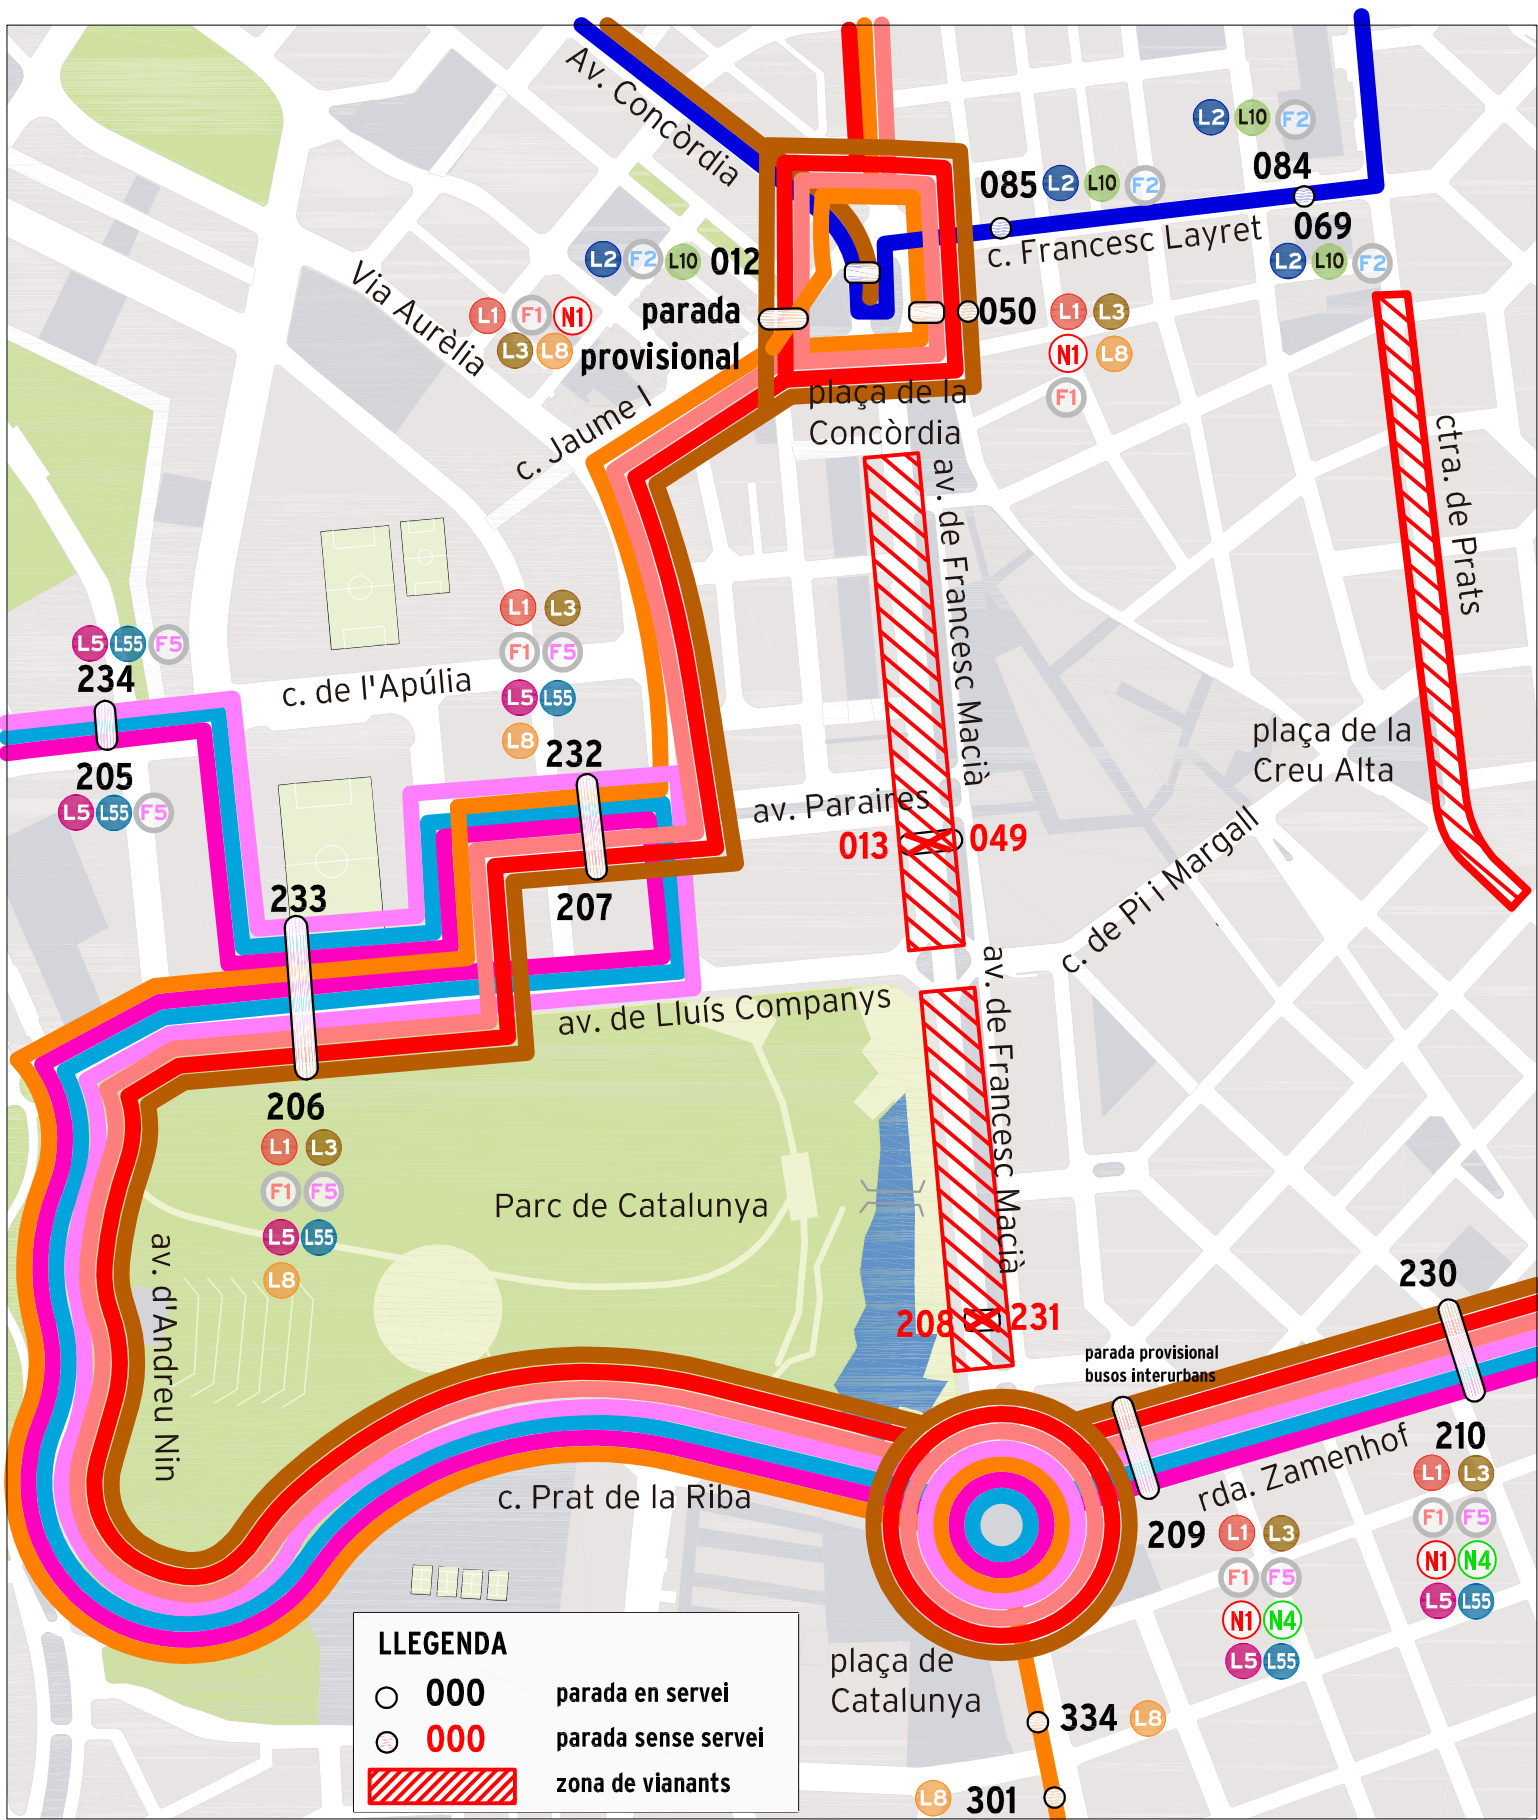 Av. Concòrdia
L2 L10 F2
084
085 L2 L10 F2
069
c. Francesc Layret
L2 L10 F2
L2 F2 L10 012
Via Aurèlia
L1 F1 N1
L3 L8
parada
provisional
050 L1 L3
N1 L8
F1
c. Jaume I
plaça de la
Concòrdia
av. de Francesc Macià
ctra. de Prats
L1 L3
F1 F5
L5 L55
L8
232
L5 L55 F5
234
c. de l'Apúlia
205
L5 L55 F5
plaça de la
Creu Alta
av. Paraires
013
049
c. de Pi i Margall
233
207
av. de Lluís Companys
av. de Francesc Macià
206
L1 L3
F1 F5
L5 L55
L8
Parc de Catalunya
av. d'Andreu Nin
208
231
230
parada provisional
busos interurbans
rda. Zamenhof
210
L1 L3
F1 F5
N1 N4
L5 L55
c. Prat de la Riba
209 L1 L3
F1 F5
N1 N4
L5 L55
plaça de
Catalunya
334 L8
L8 301
LLEGENDA
000 parada en servei
000 parada sense servei
zona de vianants